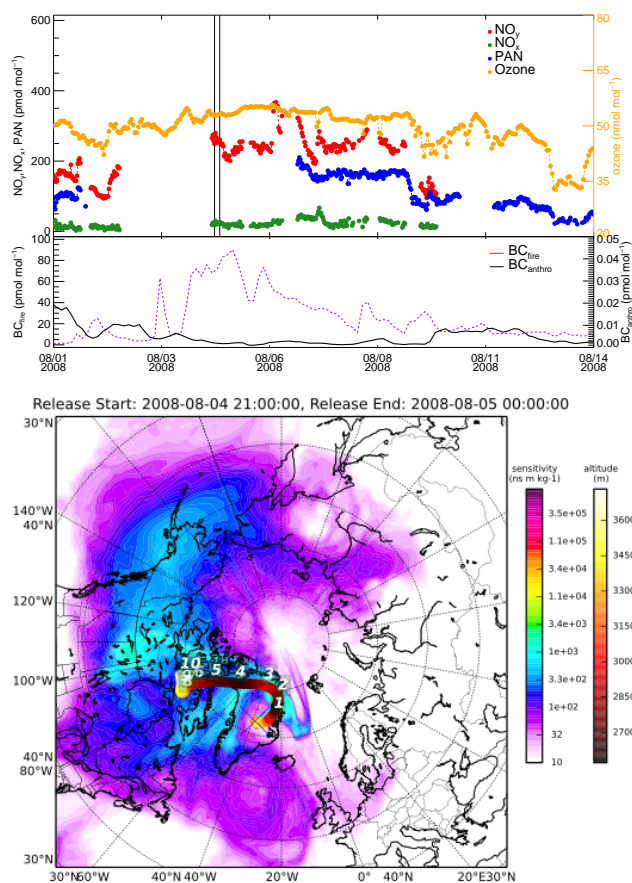 600
400
200
0
NOy,NOx, PAN (pmol mol⁻¹)
NOy
NOx
PAN
Ozone
80
65
50
35
20
ozone (nmol mol⁻¹)
100
80
60
40
20
0
BCfire (pmol mol⁻¹)
BCfire
BCanthro
0.05
0.04
0.03
0.02
0.01
0.00
BCanthro (pmol mol⁻¹)
08/01 08/03 08/06 08/08 08/11 08/14
2008 2008 2008 2008 2008 2008
Release Start: 2008-08-04 21:00:00, Release End: 2008-08-05 00:00:00
30°N 30°N
140°W
40°N
120°W
100°W
40°N
80°W
30°N
30°N60°W 40°N 40°W 20°W 0° 40°N 20°E30°N
10 5 4 3 2 1
sensitivity
(ns m kg-1)
3.5e+05
1.1e+05
3.4e+04
1.1e+04
3.4e+03
1.1e+03
3.3e+02
1e+02
32
10
altitude
(m)
3600
3450
3300
3150
3000
2850
2700